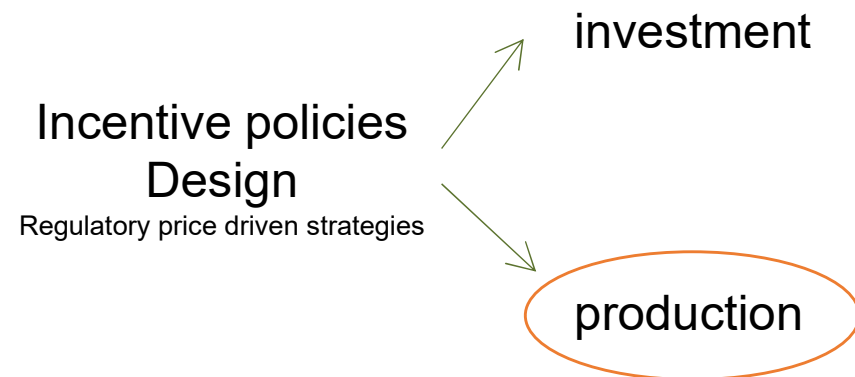 investment
Incentive policies
Design
Regulatory price driven strategies
production